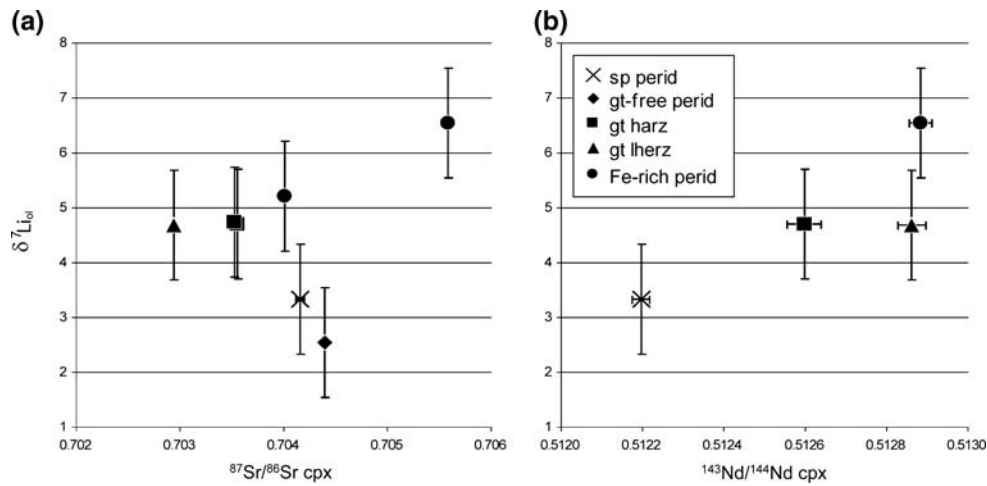 (a)
8
7
6
5
4
3
2
1
δ⁷Liₒₗ
0.702
0.703
0.704
0.705
0.706
⁸⁷Sr/⁸⁶Sr cpx
(b)
8
7
6
5
4
3
2
1
sp perid
gt-free perid
gt harz
gt lherz
Fe-rich perid
0.5120
0.5122
0.5124
0.5126
0.5128
0.5130
¹⁴³Nd/¹⁴⁴Nd cpx